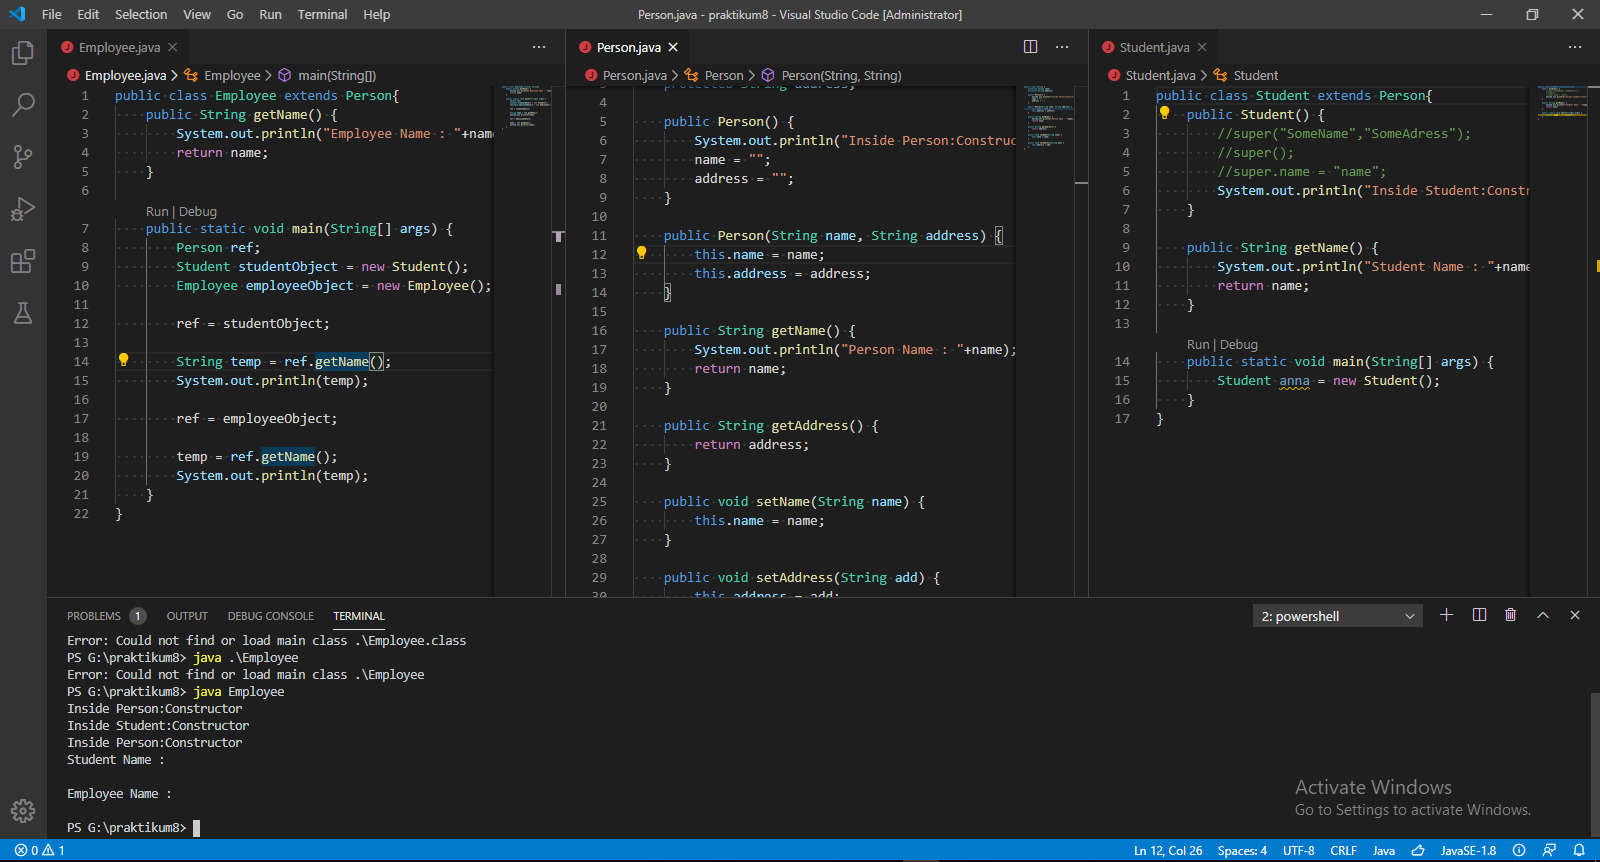 File Edit Selection View Go Run Terminal Help
Person.java - praktikum8 - Visual Studio Code [Administrator]
Employee.java
Employee.java > Employee > main(String[])
1 public class Employee extends Person{
2 public String getName() {
3 System.out.println("Employee Name : "+name
4 return name;
5 }
6
Run | Debug
7 public static void main(String[] args) {
8 Person ref;
9 Student studentObject = new Student();
10 Employee employeeObject = new Employee();
11
12 ref = studentObject;
13
14 String temp = ref.getName();
15 System.out.println(temp);
16
17 ref = employeeObject;
18
19 temp = ref.getName();
20 System.out.println(temp);
21 }
22 }
Person.java
Person.java > Person > Person(String, String)
3 protected String address;
4
5 public Person() {
6 System.out.println("Inside Person:Construc
7 name = "";
8 address = "";
9 }
10
11 public Person(String name, String address) {
12 this.name = name;
13 this.address = address;
14 }
15
16 public String getName() {
17 System.out.println("Person Name : "+name);
18 return name;
19 }
20
21 public String getAddress() {
22 return address;
23 }
24
25 public void setName(String name) {
26 this.name = name;
27 }
28
29 public void setAddress(String add) {
30 this.address = add;
Student.java
Student.java > Student
1 public class Student extends Person{
2 public Student() {
3 //super("SomeName","SomeAdress");
4 //super();
5 //super.name = "name";
6 System.out.println("Inside Student:Constr
7 }
8
9 public String getName() {
10 System.out.println("Student Name : "+name
11 return name;
12 }
13
Run | Debug
14 public static void main(String[] args) {
15 Student anna = new Student();
16 }
17 }
PROBLEMS 1 OUTPUT DEBUG CONSOLE TERMINAL
2: powershell
Error: Could not find or load main class .\Employee.class
PS G:\praktikum8> java .\Employee
Error: Could not find or load main class .\Employee
PS G:\praktikum8> java Employee
Inside Person:Constructor
Inside Student:Constructor
Inside Person:Constructor
Student Name :
Employee Name :
PS G:\praktikum8>
Activate Windows
Go to Settings to activate Windows.
0 1
Ln 12, Col 26 Spaces: 4 UTF-8 CRLF Java JavaSE-1.8